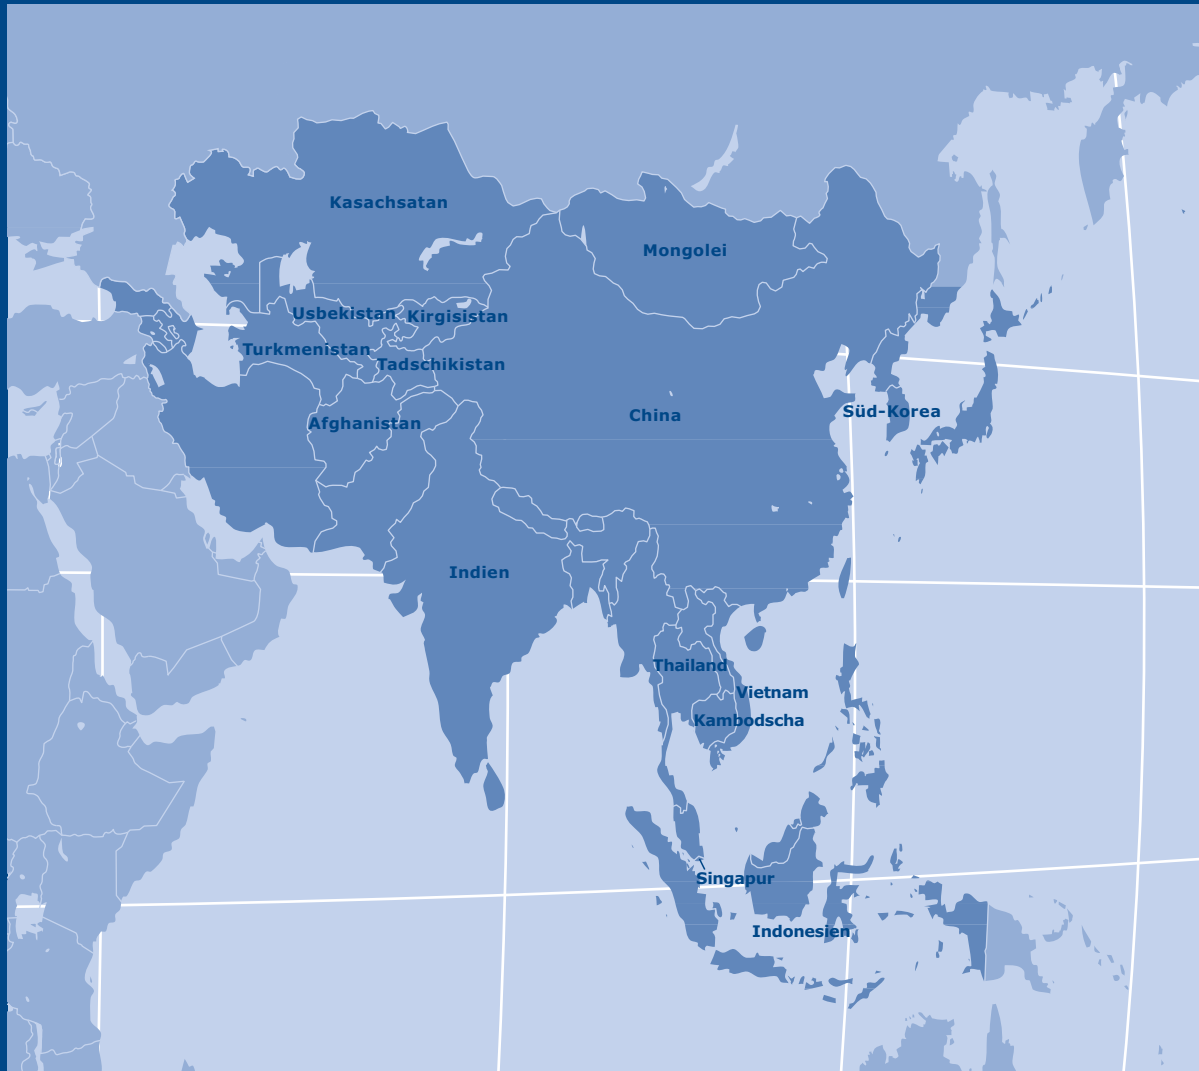 Kasachsatan
Mongolei
Usbekistan
Kirgisistan
Turkmenistan
Tadschikistan
China
Süd-Korea
Afghanistan
Indien
Thailand
Vietnam
Kambodscha
Singapur
Indonesien